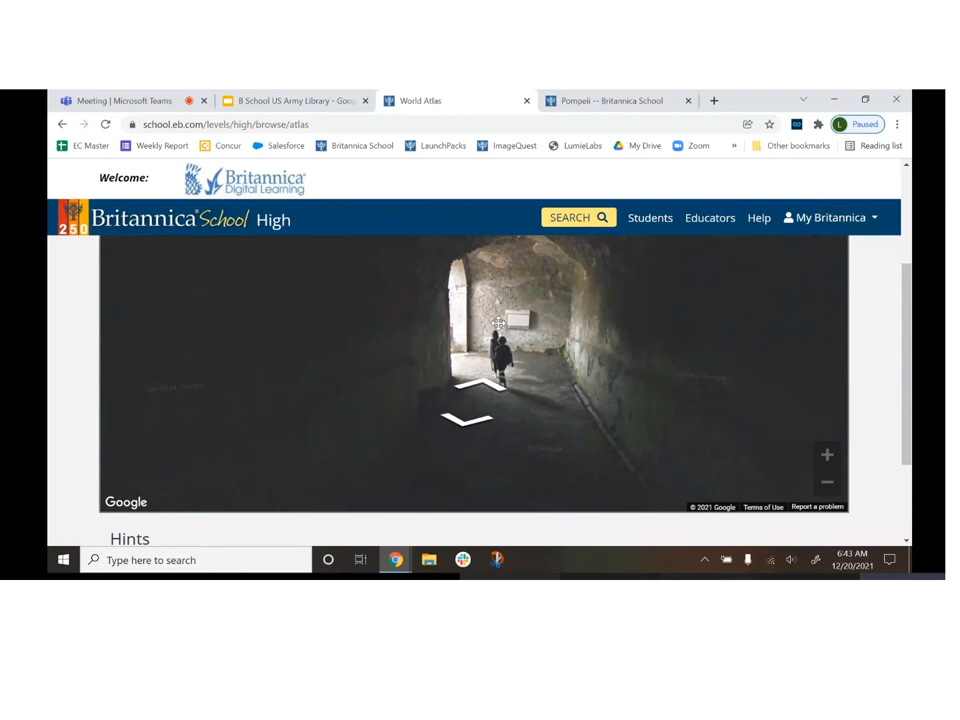 Meeting | Microsoft Teams
B School US Army Library - Goo
World Atlas
Pompeii -- Britannica School
school.eb.com/levels/high/browse/atlas
L Paused
EC Master
Weekly Report
Concur
Salesforce
Britannica School
LaunchPacks
ImageQuest
LumieLabs
My Drive
Zoom
»
Other bookmarks
Reading list
Welcome:
Britannica®
Digital Learning
250
Britannica® School High
SEARCH
Students
Educators
Help
My Britannica
Google
© 2021 Google
Terms of Use
Report a problem
Hints
Type here to search
6:43 AM
12/20/2021